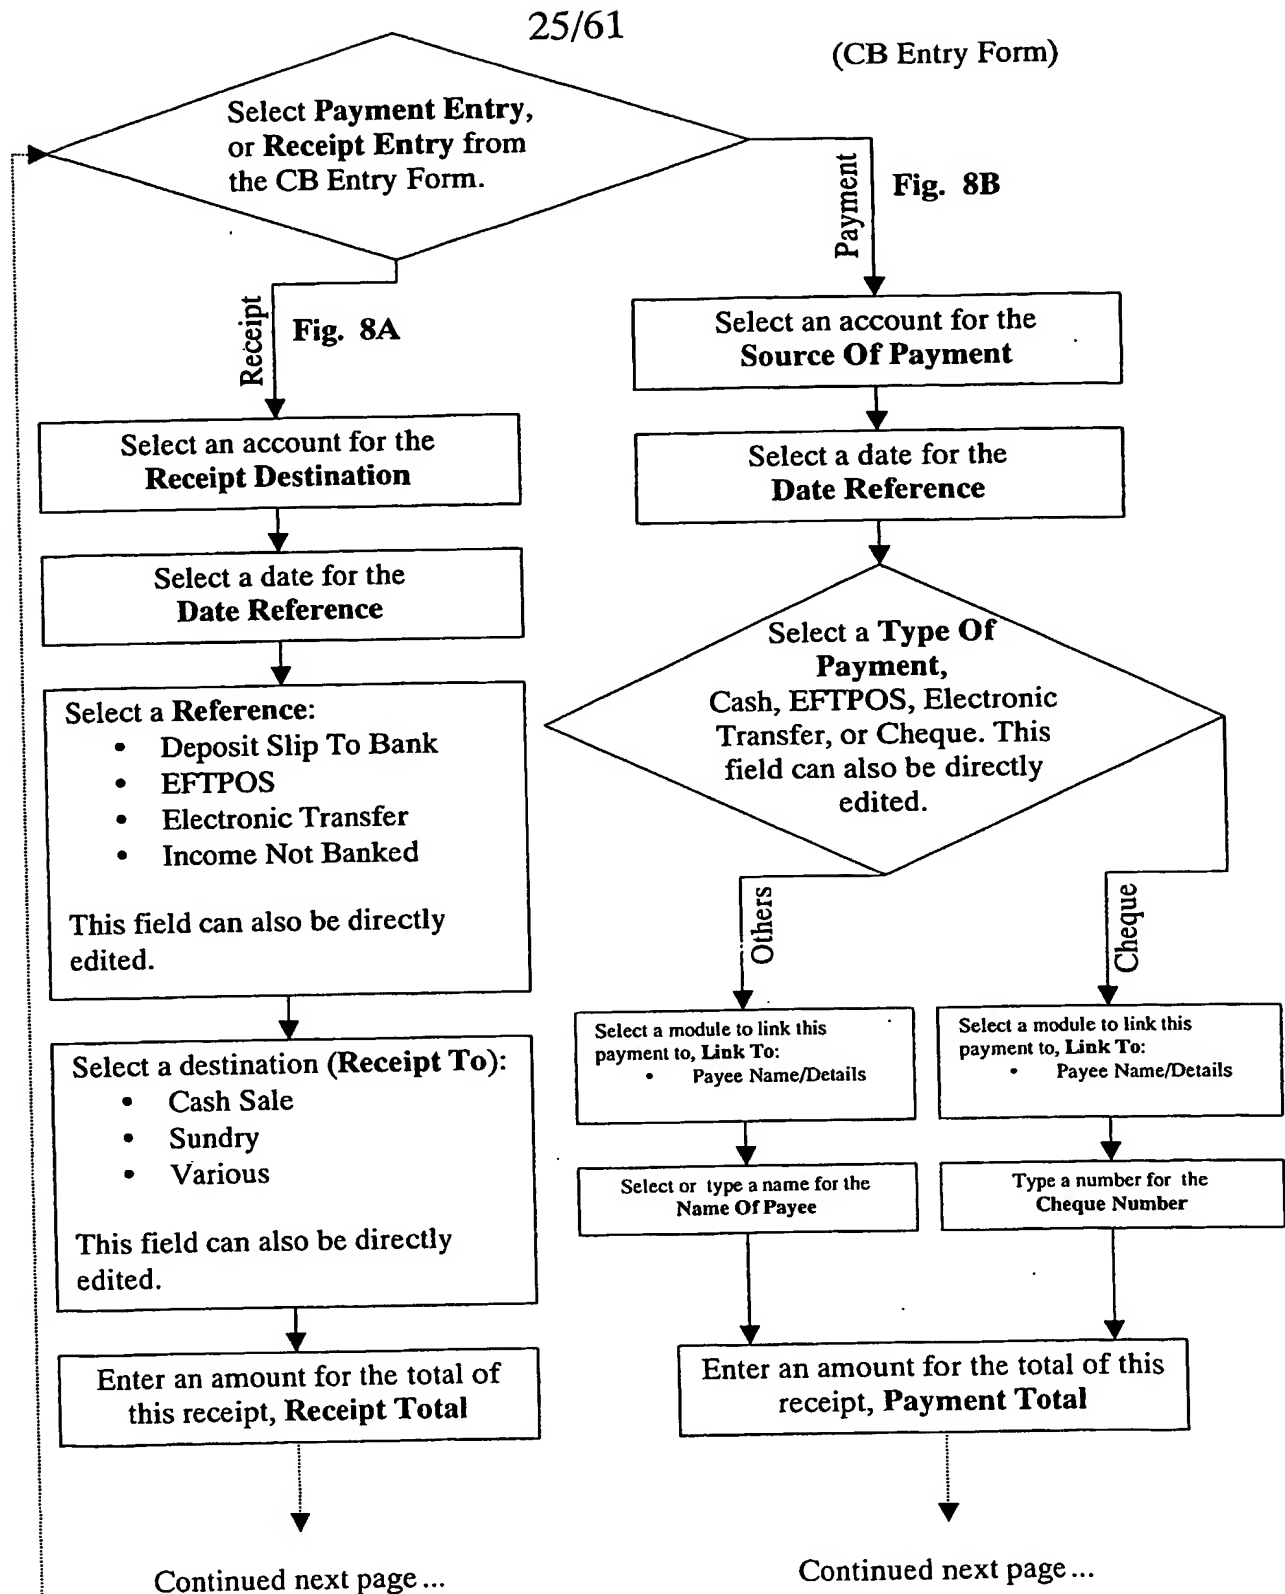 25/61
(CB Entry Form)
Select Payment Entry,
or Receipt Entry from
the CB Entry Form.
Receipt
Fig. 8A
Select an account for the
Receipt Destination
Select a date for the
Date Reference
Select a Reference:
• Deposit Slip To Bank
• EFTPOS
• Electronic Transfer
• Income Not Banked
This field can also be directly
edited.
Select a destination (Receipt To):
• Cash Sale
• Sundry
• Various
This field can also be directly
edited.
Enter an amount for the total of
this receipt, Receipt Total
Continued next page...
Payment
Fig. 8B
Select an account for the
Source Of Payment
Select a date for the
Date Reference
Select a Type Of
Payment,
Cash, EFTPOS, Electronic
Transfer, or Cheque. This
field can also be directly
edited.
Others
Select a module to link this
payment to, Link To:
• Payee Name/Details
Select or type a name for the
Name Of Payee
Cheque
Select a module to link this
payment to, Link To:
• Payee Name/Details
Type a number for the
Cheque Number
Enter an amount for the total of this
receipt, Payment Total
Continued next page...